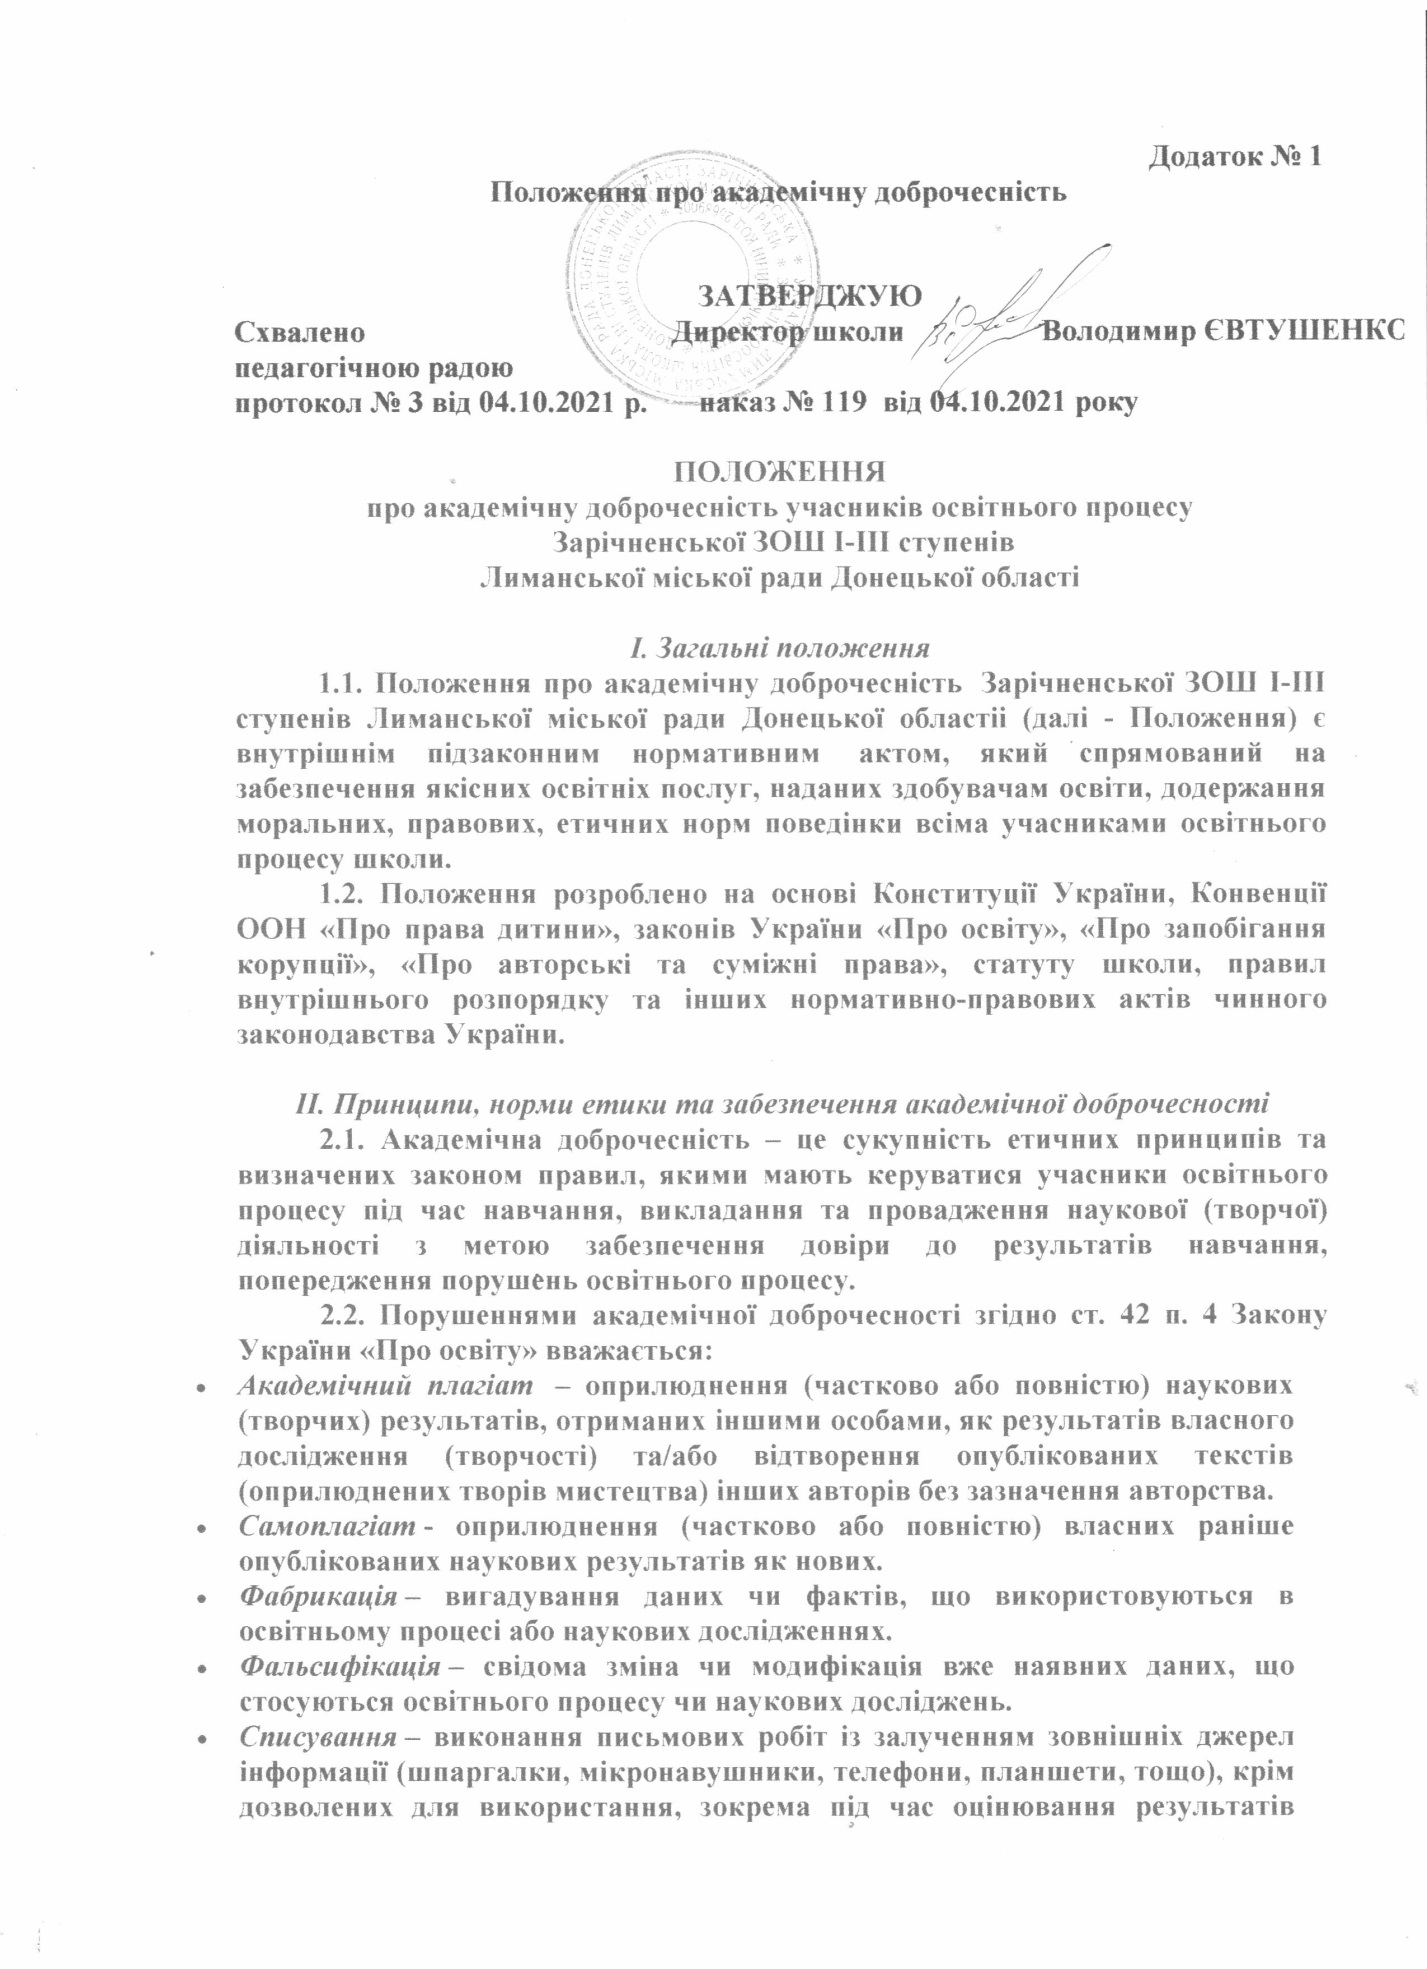 Додаток № 1
Положення про академічну доброчесність
ЗАТВЕРДЖУЮ
Схвалено Директор школи Володимир ЄВТУШЕНКС
педагогічною радою
протокол № 3 від 04.10.2021 р. наказ № 119 від 04.10.2021 року
ПОЛОЖЕННЯ
про академічну доброчесність учасників освітнього процесу
Зарічненської ЗОШ І-ІІІ ступенів
Лиманської міської ради Донецької області
І. Загальні положення
1.1. Положення про академічну доброчесність Зарічненської ЗОШ І-ІІІ
ступенів Лиманської міської ради Донецької областіі (далі - Положення) є
внутрішнім підзаконним нормативним актом, який спрямований на
забезпечення якісних освітніх послуг, наданих здобувачам освіти, додержання
моральних, правових, етичних норм поведінки всіма учасниками освітнього
процесу школи.
1.2. Положення розроблено на основі Конституції України, Конвенції
ООН «Про права дитини», законів України «Про освіту», «Про запобігання
корупції», «Про авторські та суміжні права», статуту школи, правил
внутрішнього розпорядку та інших нормативно-правових актів чинного
законодавства України.
ІІ. Принципи, норми етики та забезпечення академічної доброчесності
2.1. Академічна доброчесність – це сукупність етичних принципів та
визначених законом правил, якими мають керуватися учасники освітнього
процесу під час навчання, викладання та провадження наукової (творчої)
діяльності з метою забезпечення довіри до результатів навчання,
попередження порушень освітнього процесу.
2.2. Порушеннями академічної доброчесності згідно ст. 42 п. 4 Закону
України «Про освіту» вважається:
• Академічний плагіат – оприлюднення (частково або повністю) наукових
(творчих) результатів, отриманих іншими особами, як результатів власного
дослідження (творчості) та/або відтворення опублікованих текстів
(оприлюднених творів мистецтва) інших авторів без зазначення авторства.
• Самоплагіат - оприлюднення (частково або повністю) власних раніше
опублікованих наукових результатів як нових.
• Фабрикація – вигадування даних чи фактів, що використовуються в
освітньому процесі або наукових дослідженнях.
• Фальсифікація – свідома зміна чи модифікація вже наявних даних, що
стосуються освітнього процесу чи наукових досліджень.
• Списування – виконання письмових робіт із залученням зовнішніх джерел
інформації (шпаргалки, мікронавушники, телефони, планшети, тощо), крім
дозволених для використання, зокрема під час оцінювання результатів